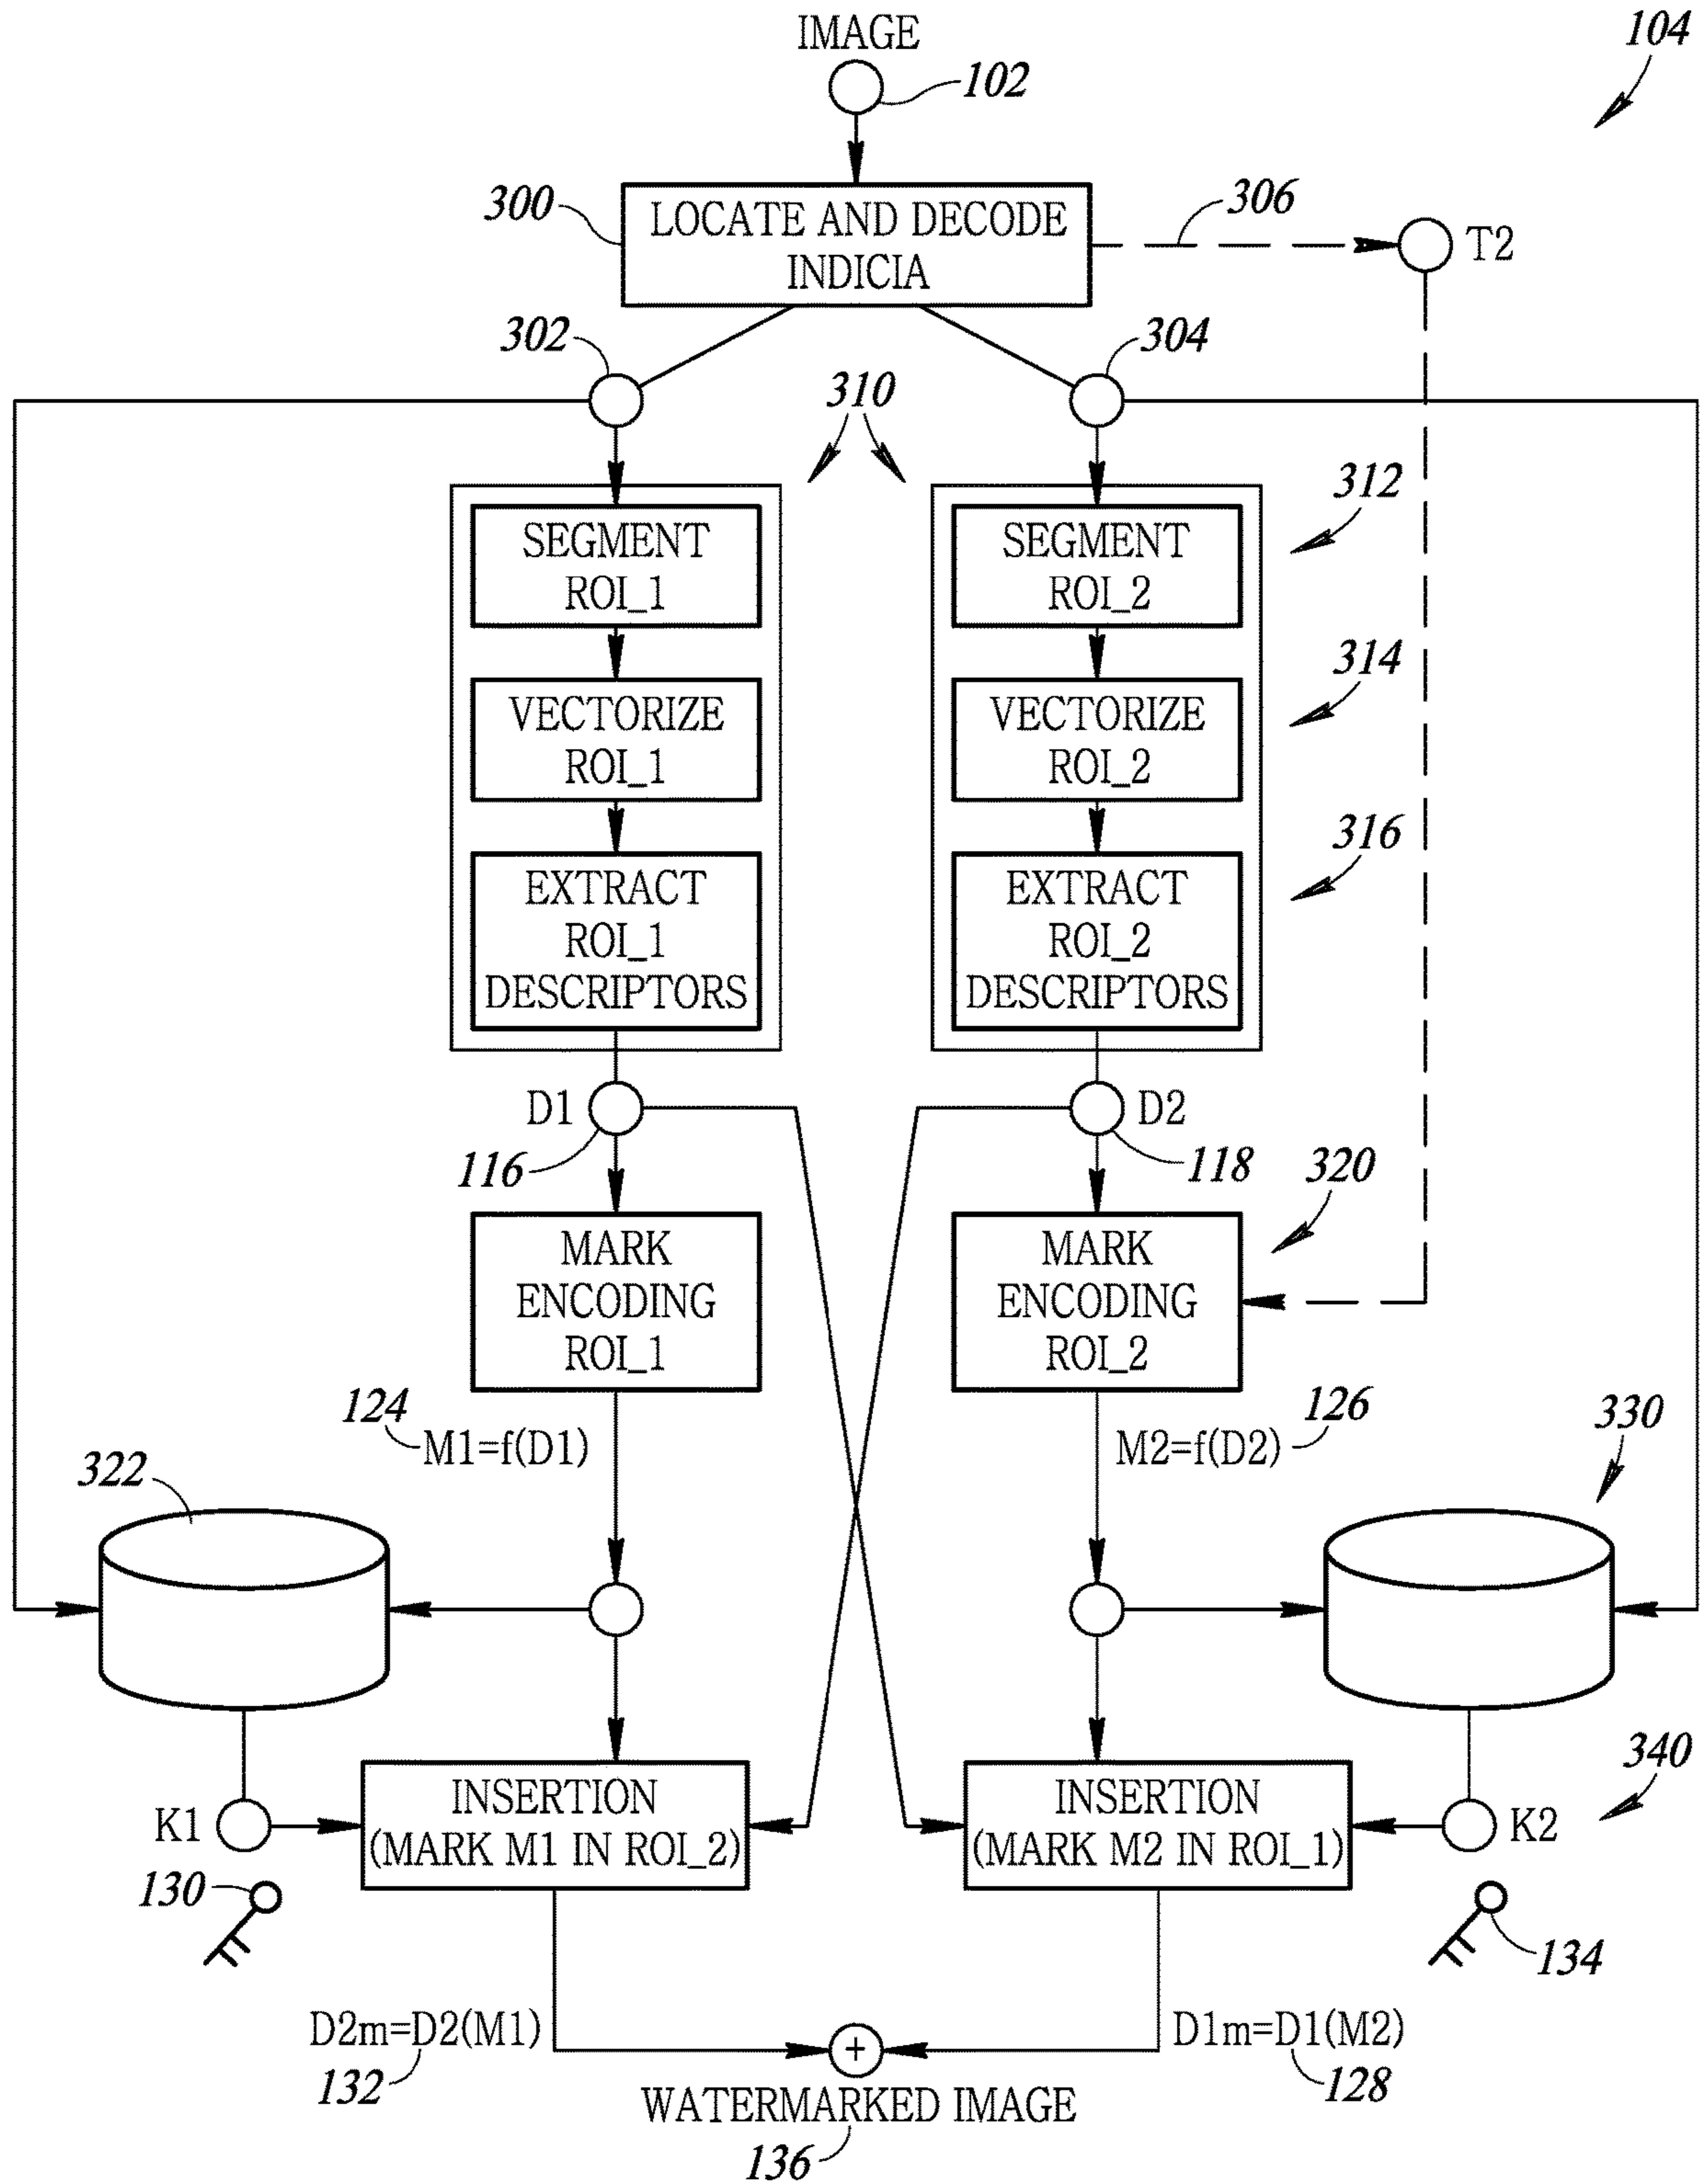 104
IMAGE
102
300
LOCATE AND DECODE
INDICIA
306
T2
302
304
310
312
SEGMENT
ROI_1
SEGMENT
ROI_2
314
VECTORIZE
ROI_1
VECTORIZE
ROI_2
316
EXTRACT
ROI_1
DESCRIPTORS
EXTRACT
ROI_2
DESCRIPTORS
D1
D2
116
118
320
MARK
ENCODING
ROI_1
MARK
ENCODING
ROI_2
124
M1=f(D1)
126
M2=f(D2)
330
322
340
K1
INSERTION
(MARK M1 IN ROI_2)
INSERTION
(MARK M2 IN ROI_1)
K2
130
134
D2m=D2(M1)
132
+
D1m=D1(M2)
128
WATERMARKED IMAGE
136